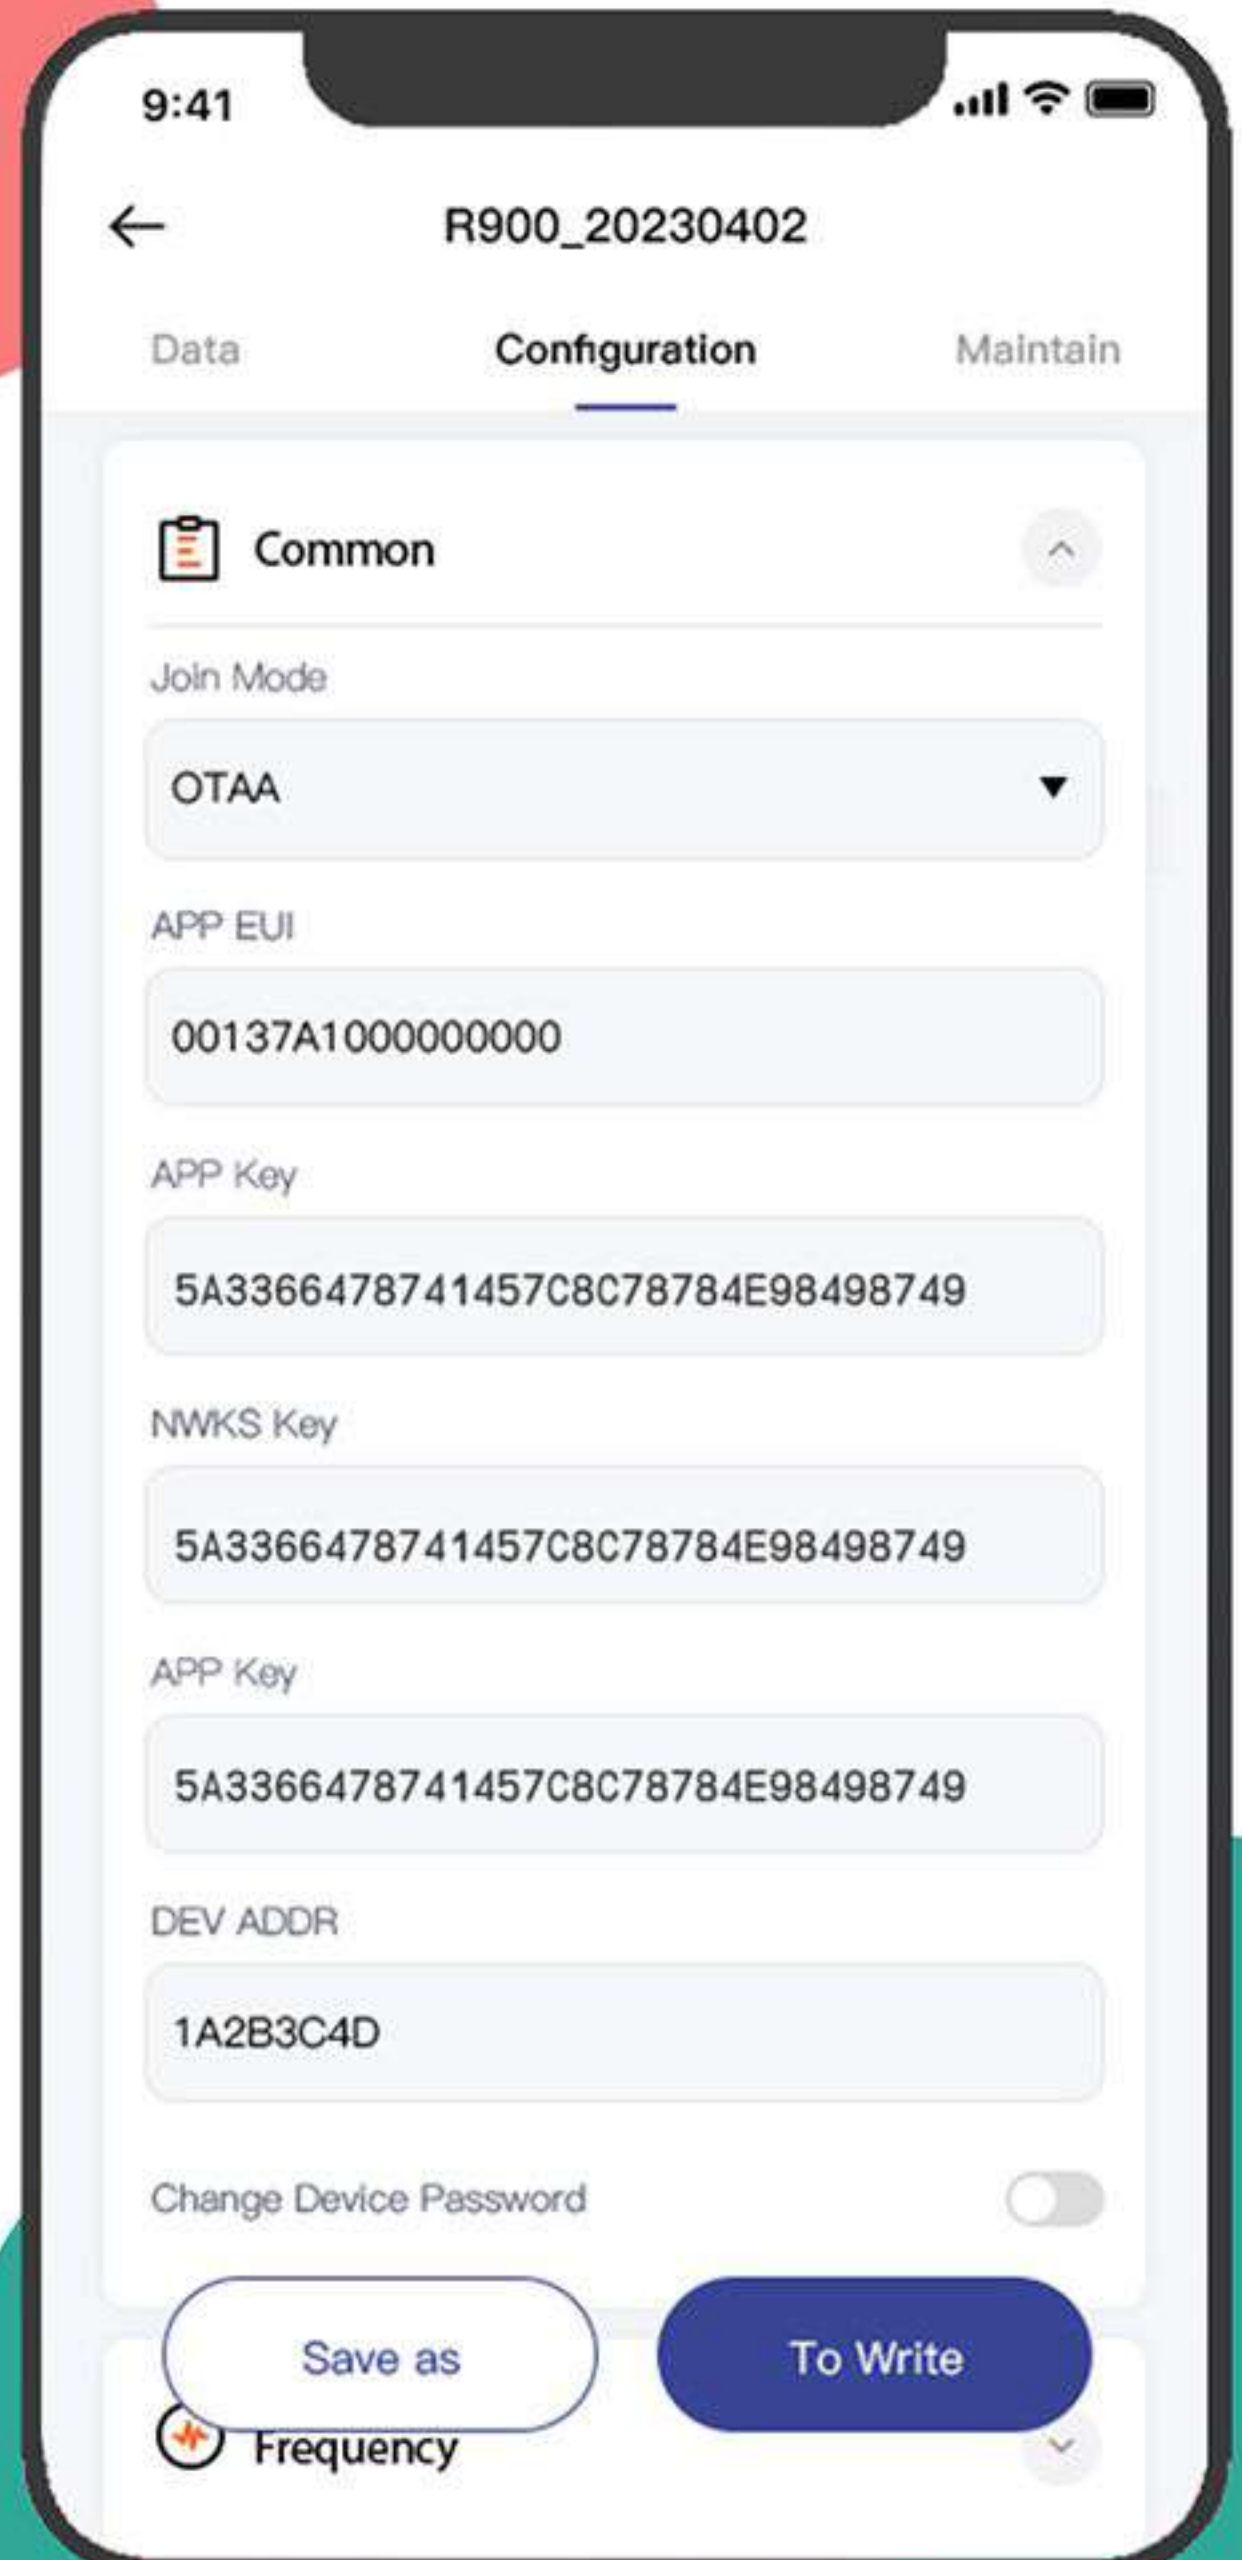 9:41
R900_20230402
Data Configuration Maintain
Common
Join Mode
OTAA
APP EUI
00137A1000000000
APP Key
5A3366478741457C8C78784E98498749
NWKS Key
5A3366478741457C8C78784E98498749
APP Key
5A3366478741457C8C78784E98498749
DEV ADDR
1A2B3C4D
Change Device Password
Save as To Write
Frequency